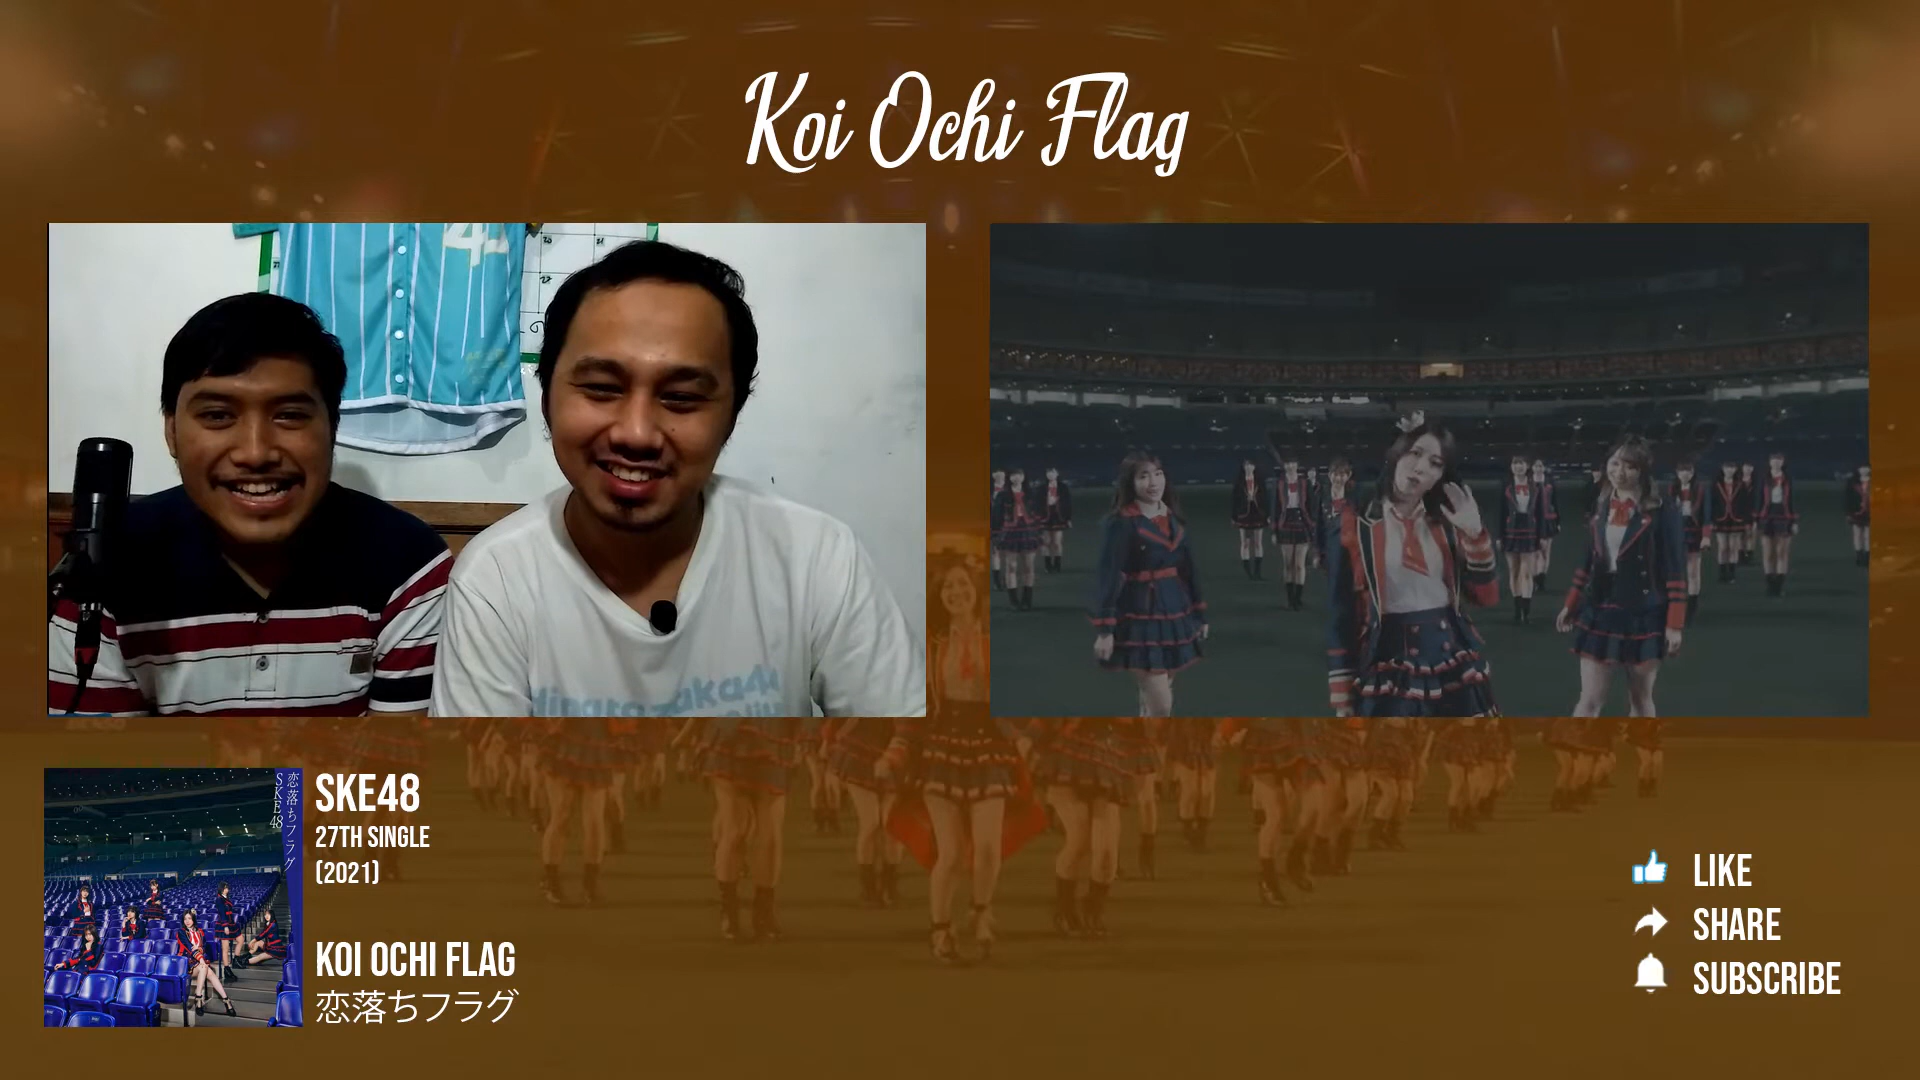 Koi Ochi Flag
恋落ちフラグ
SKE48
SKE48
27TH SINGLE
(2021)
KOI OCHI FLAG
恋落ちフラグ
LIKE
SHARE
SUBSCRIBE